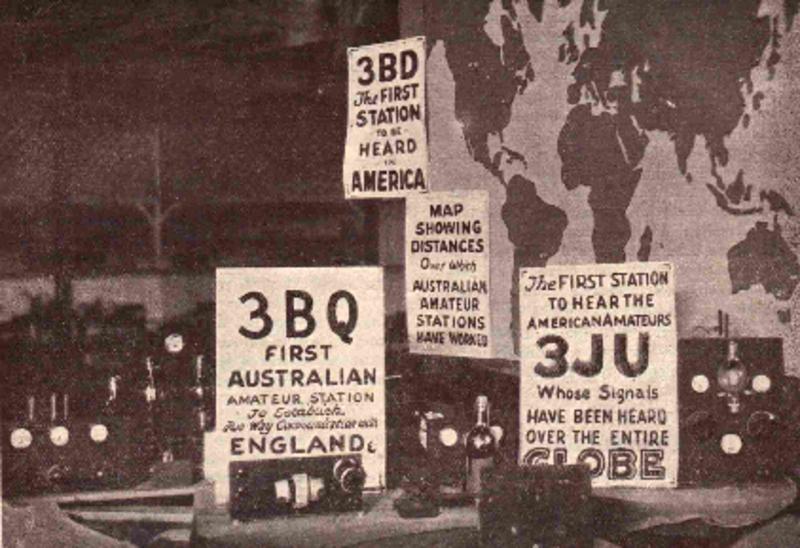 3BD
The FIRST
STATION
TO BE
HEARD
IN
AMERICA
MAP
SHOWING
DISTANCES
Over Which
AUSTRALIAN
AMATEUR
STATIONS
HAVE WORKED
3BQ
FIRST
AUSTRALIAN
AMATEUR STATION
To Establish
Two Way Communication with
ENGLAND
The FIRST STATION
TO HEAR THE
AMERICAN AMATEURS
3JU
Whose Signals
HAVE BEEN HEARD
OVER THE ENTIRE
GLOBE